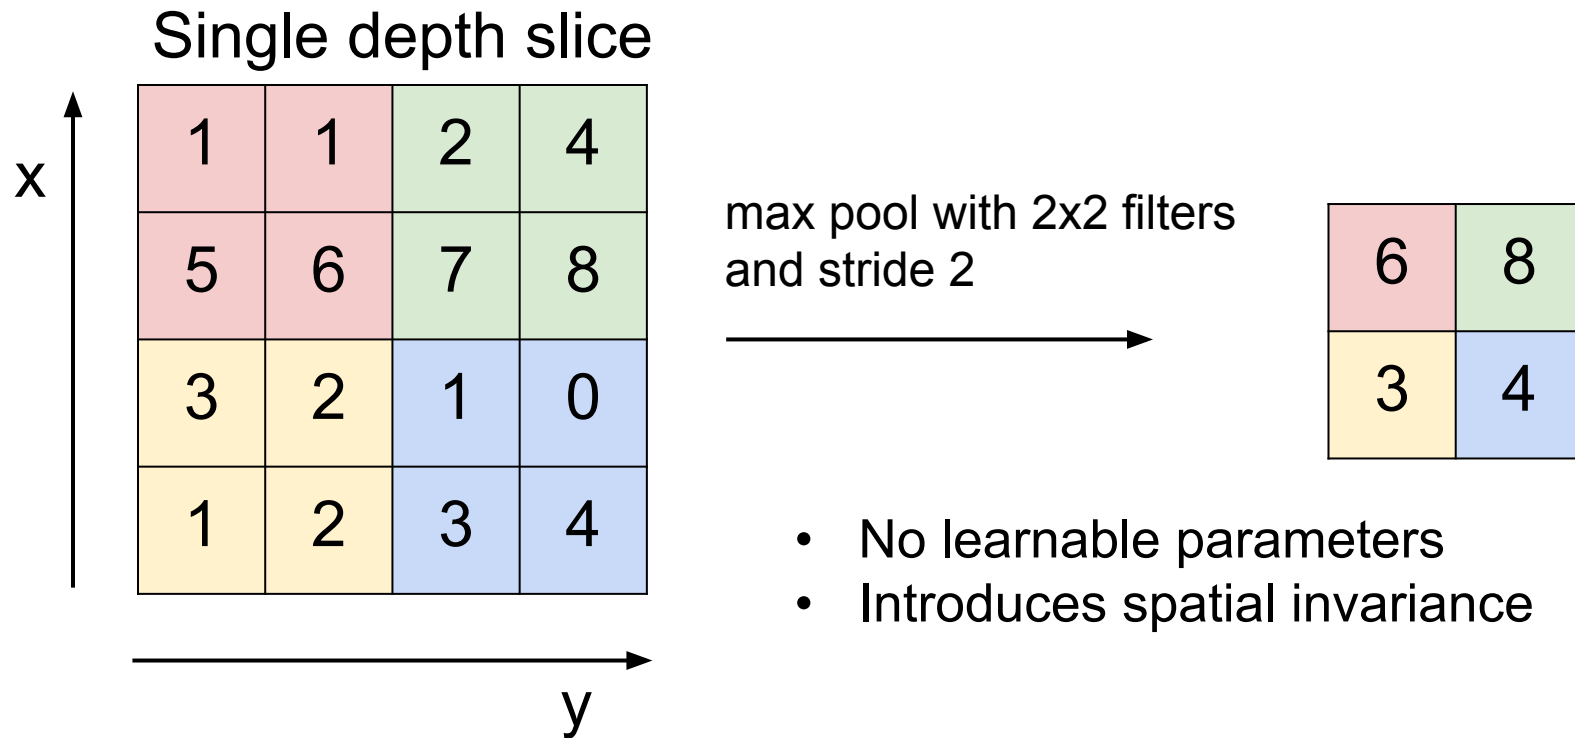 Single depth slice
x
1 1 2 4
5 6 7 8
3 2 1 0
1 2 3 4
y
max pool with 2x2 filters
and stride 2
6 8
3 4
• No learnable parameters
• Introduces spatial invariance